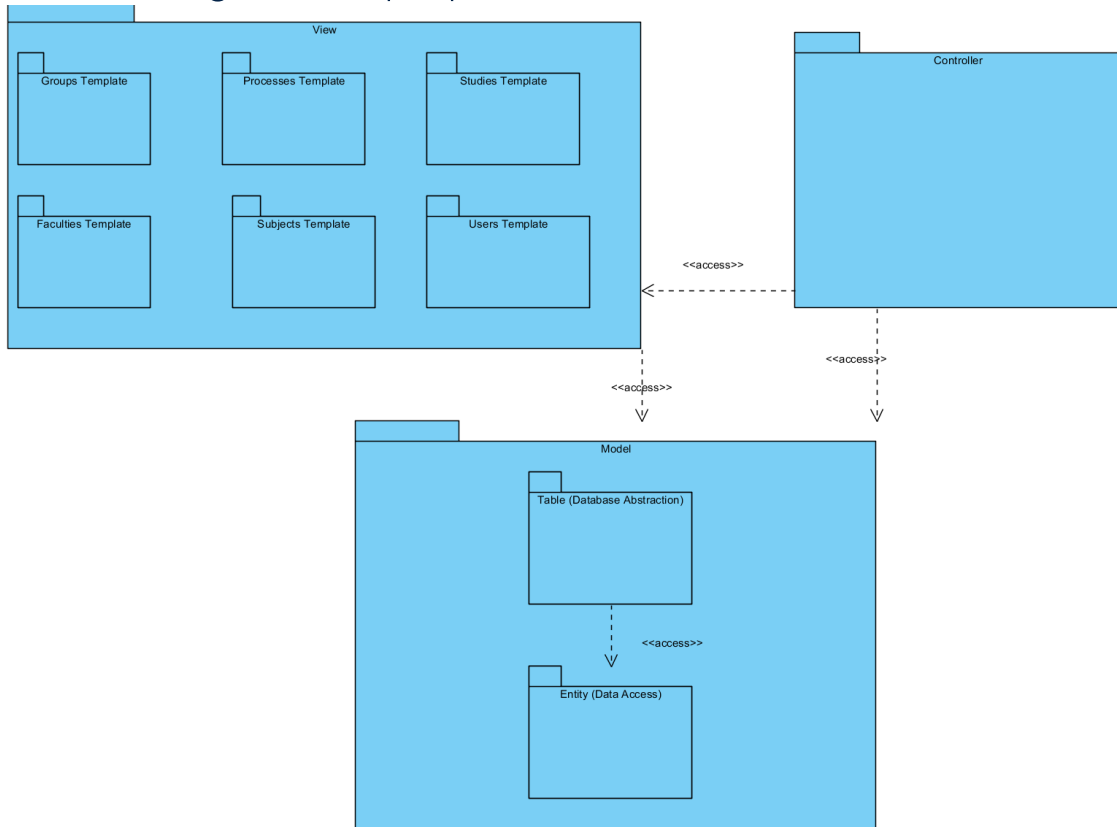 View
Groups Template
Processes Template
Studies Template
Controller
Faculties Template
Subjects Template
Users Template
<<access>>
<<access>>
<<access>>
Model
Table (Database Abstraction)
<<access>>
Entity (Data Access)